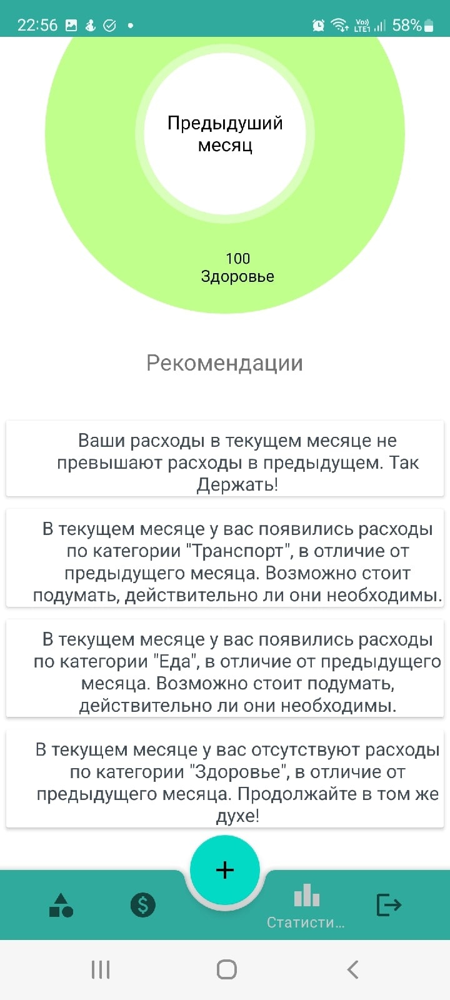 22:56
Vo))
LTE1
58%
Предыдуший
месяц
100
Здоровье
Рекомендации
Ваши расходы в текущем месяце не
превышают расходы в предыдущем. Так
Держать!
В текущем месяце у вас появились расходы
по категории "Транспорт", в отличие от
предыдущего месяца. Возможно стоит
подумать, действительно ли они необходимы.
В текущем месяце у вас появились расходы
по категории "Еда", в отличие от предыдущего
месяца. Возможно стоит подумать,
действительно ли они необходимы.
В текущем месяце у вас отсутствуют расходы
по категории "Здоровье", в отличие от
предыдущего месяца. Продолжайте в том же
духе!
+
$
Статисти...